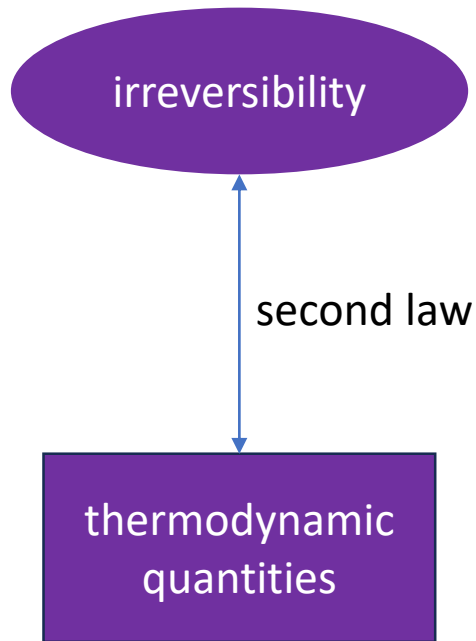 irreversibility
second law
thermodynamic
quantities